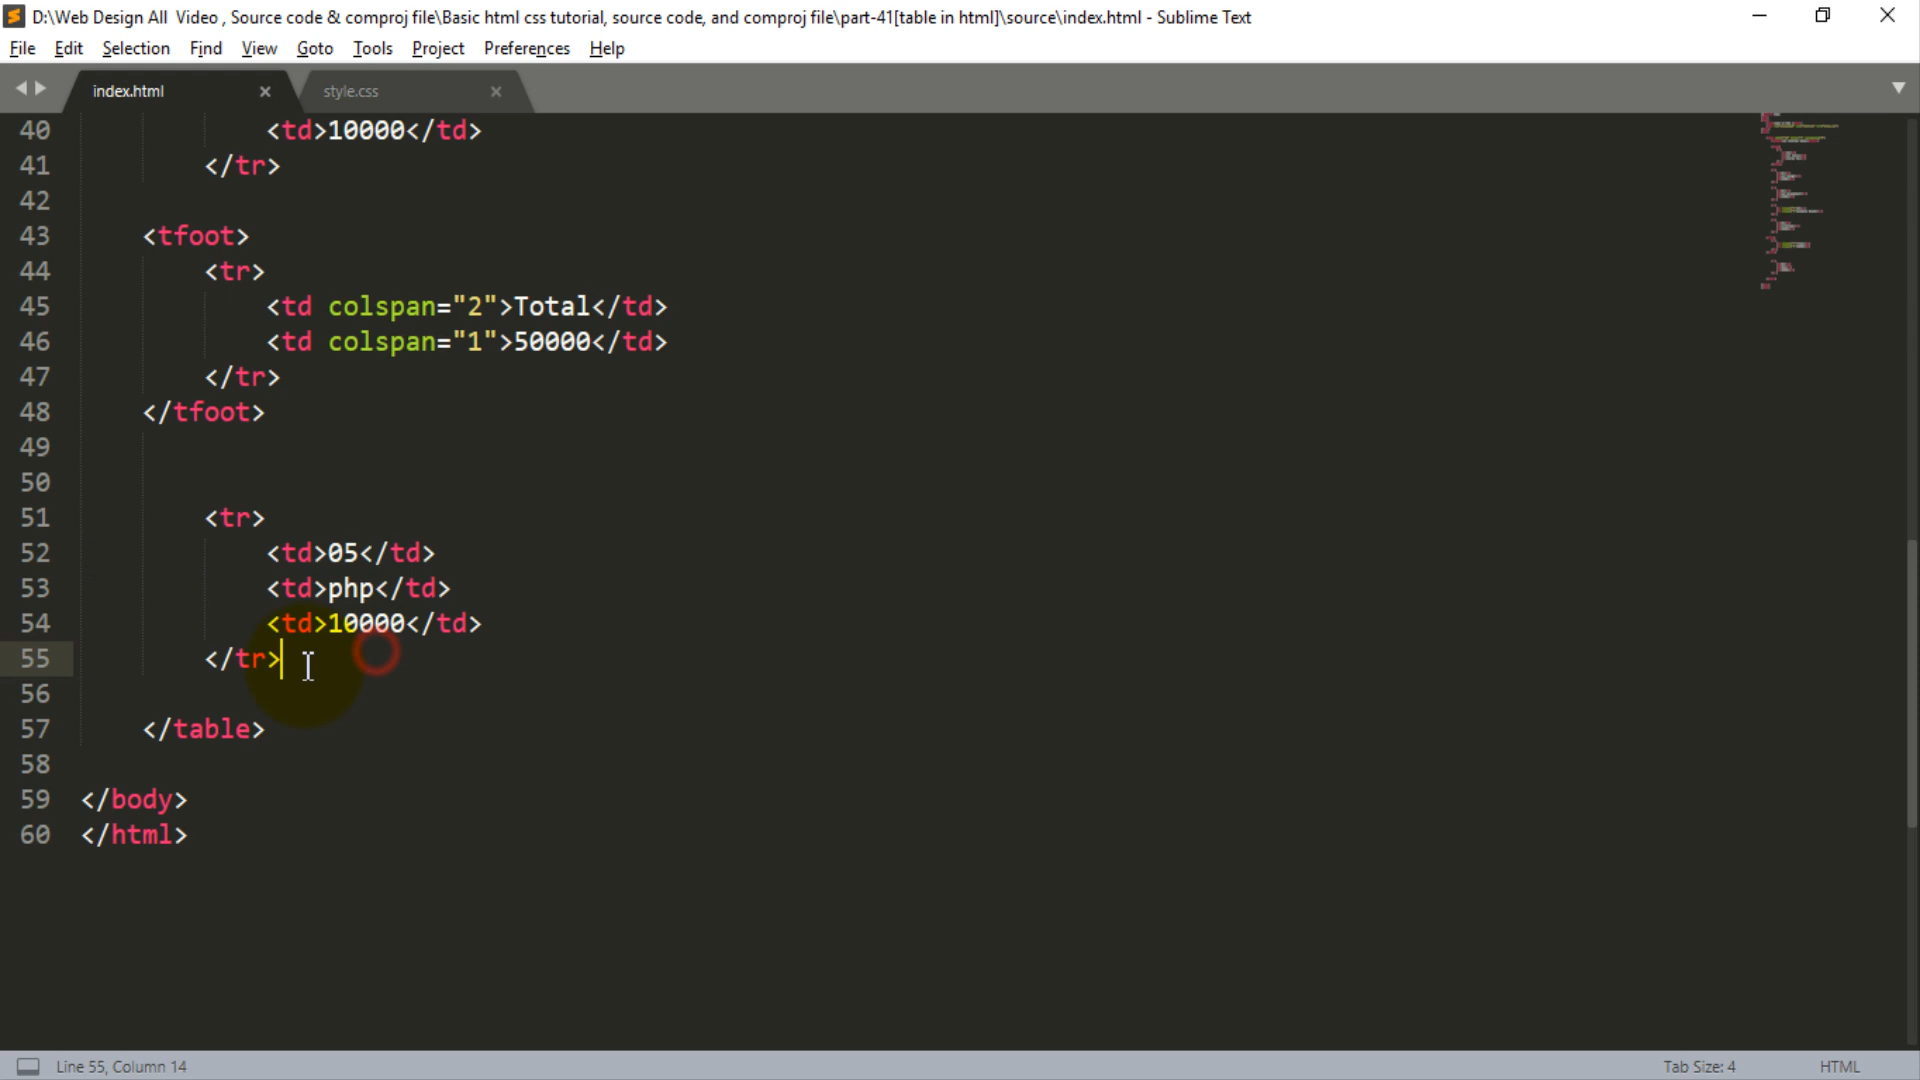 D:\Web Design All  Video , Source code & comproj file\Basic html css tutorial, source code, and comproj file\part-41[table in html]\source\index.html - Sublime Text
File Edit Selection Find View Goto Tools Project Preferences Help
index.html style.css
40 <td>10000</td>
41 </tr>
42
43 <tfoot>
44 <tr>
45 <td colspan="2">Total</td>
46 <td colspan="1">50000</td>
47 </tr>
48 </tfoot>
49
50
51 <tr>
52 <td>05</td>
53 <td>php</td>
54 <td>10000</td>
55 </tr>
56
57 </table>
58
59 </body>
60 </html>
Line 55, Column 14 Tab Size: 4 HTML